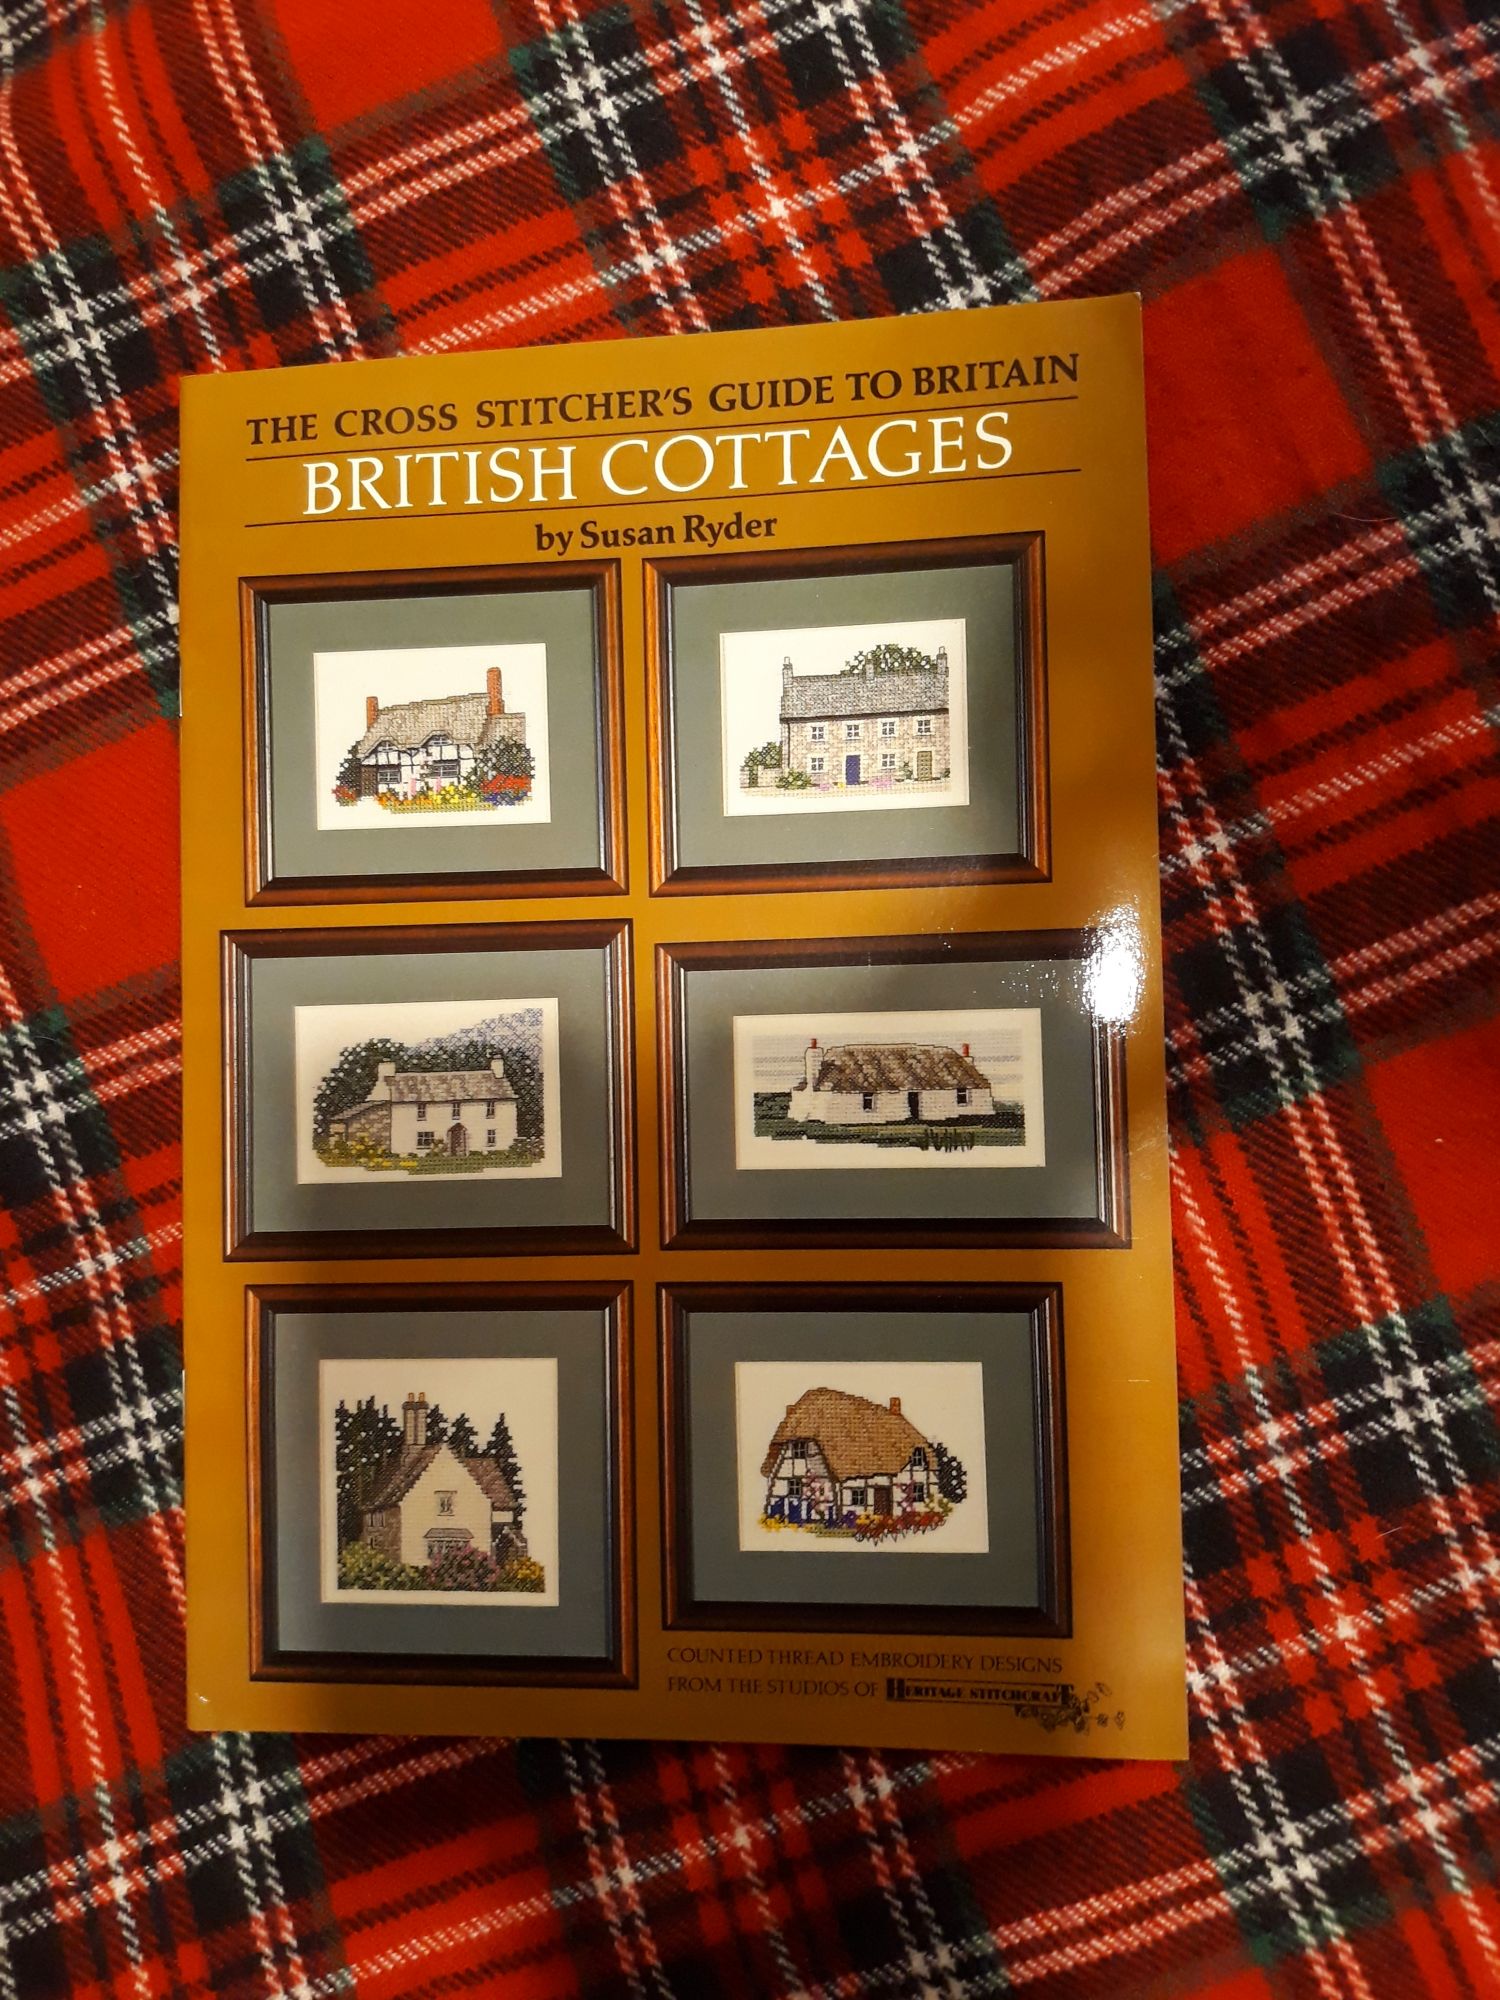 THE CROSS STITCHER'S GUIDE TO BRITAIN
BRITISH COTTAGES
by Susan Ryder
COUNTED THREAD EMBROIDERY DESIGNS
FROM THE STUDIOS OF HERITAGE STITCHCRAFT